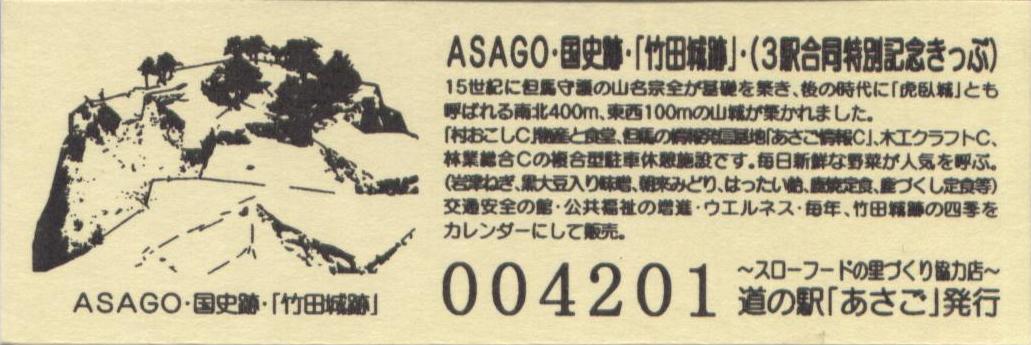 ASAGO・国史跡・「竹田城跡」・(3駅合同特別記念きっぷ)
15世紀に但馬守護の山名宗全が基礎を築き、後の時代に「虎臥城」とも
呼ばれる南北400m、東西100mの山城が築かれました。
「村おこしC」物産と食堂、但馬の情報発信基地「あさご情報C」、木工クラフトC、
林業総合Cの複合型駐車休憩施設です。毎日新鮮な野菜が人気を呼ぶ。
(岩津ねぎ、黒大豆入り味噌、朝来みどり、はったい飴、直焼定食、畦づくし定食等)
交通安全の館・公共福祉の増進・ウエルネス・毎年、竹田城跡の四季を
カレンダーにして販売。
004201
〜スローフードの里づくり協力店〜
道の駅「あさご」発行
ASAGO・国史跡・「竹田城跡」